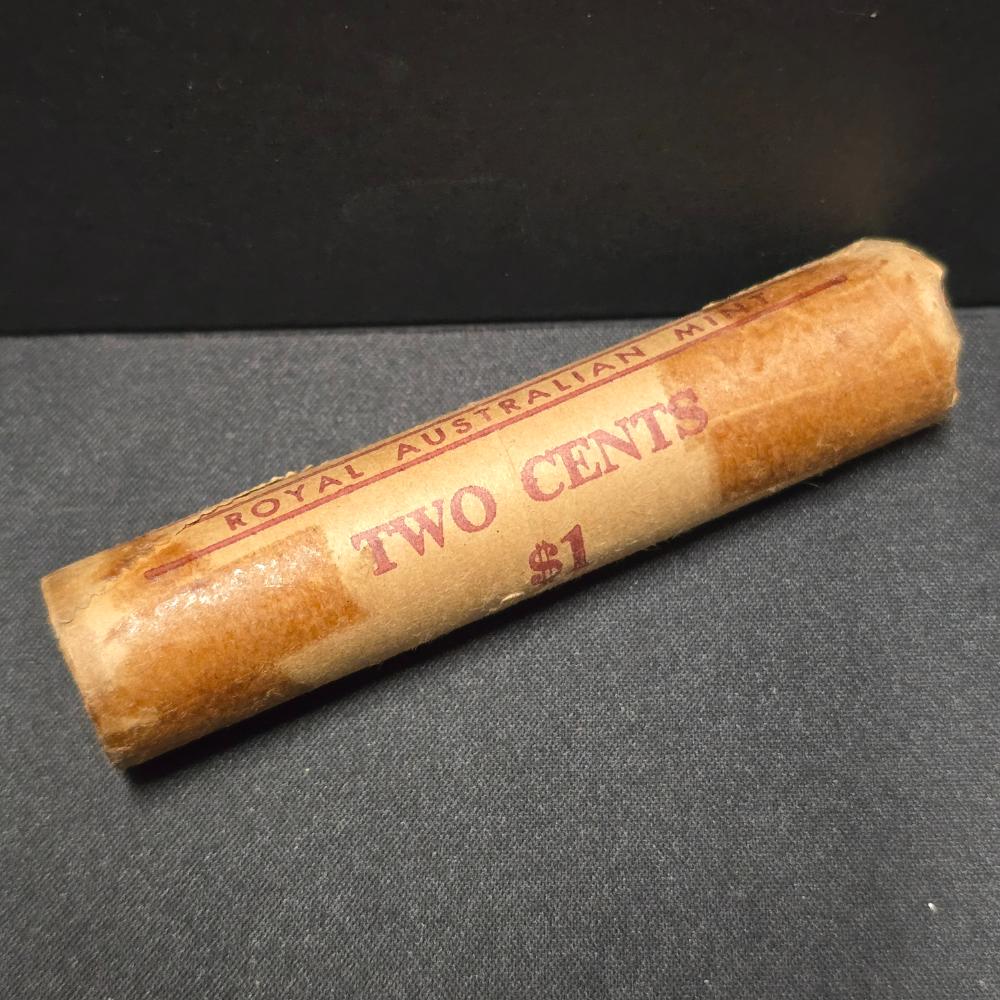 ROYAL AUSTRALIAN MINT
TWO CENTS
$1